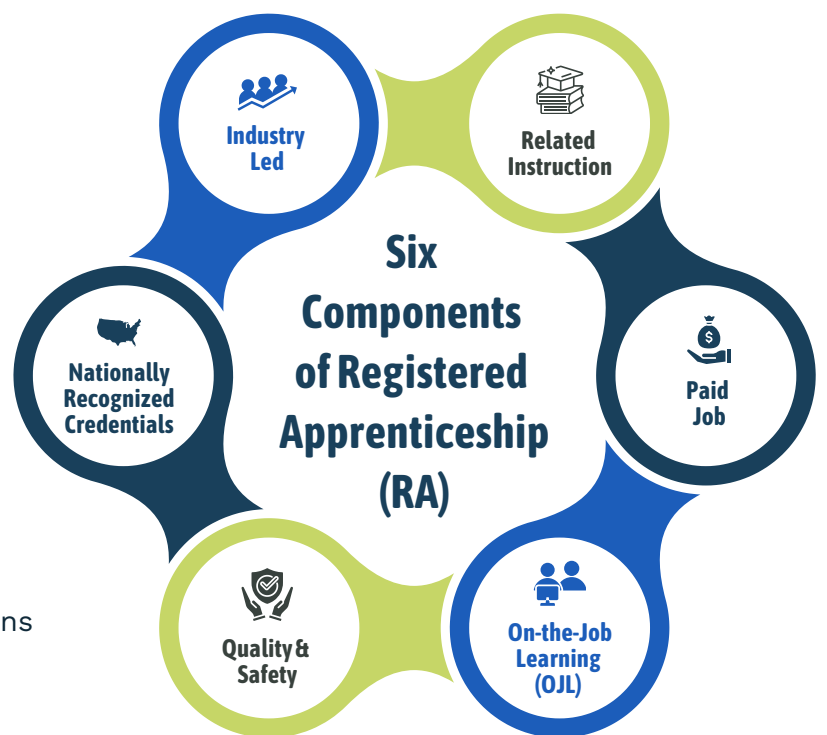 Six
Components
of Registered
Apprenticeship
(RA)
Industry
Led
Related
Instruction
Paid
Job
On-the-Job
Learning
(OJL)
Quality &
Safety
Nationally
Recognized
Credentials
ns
$